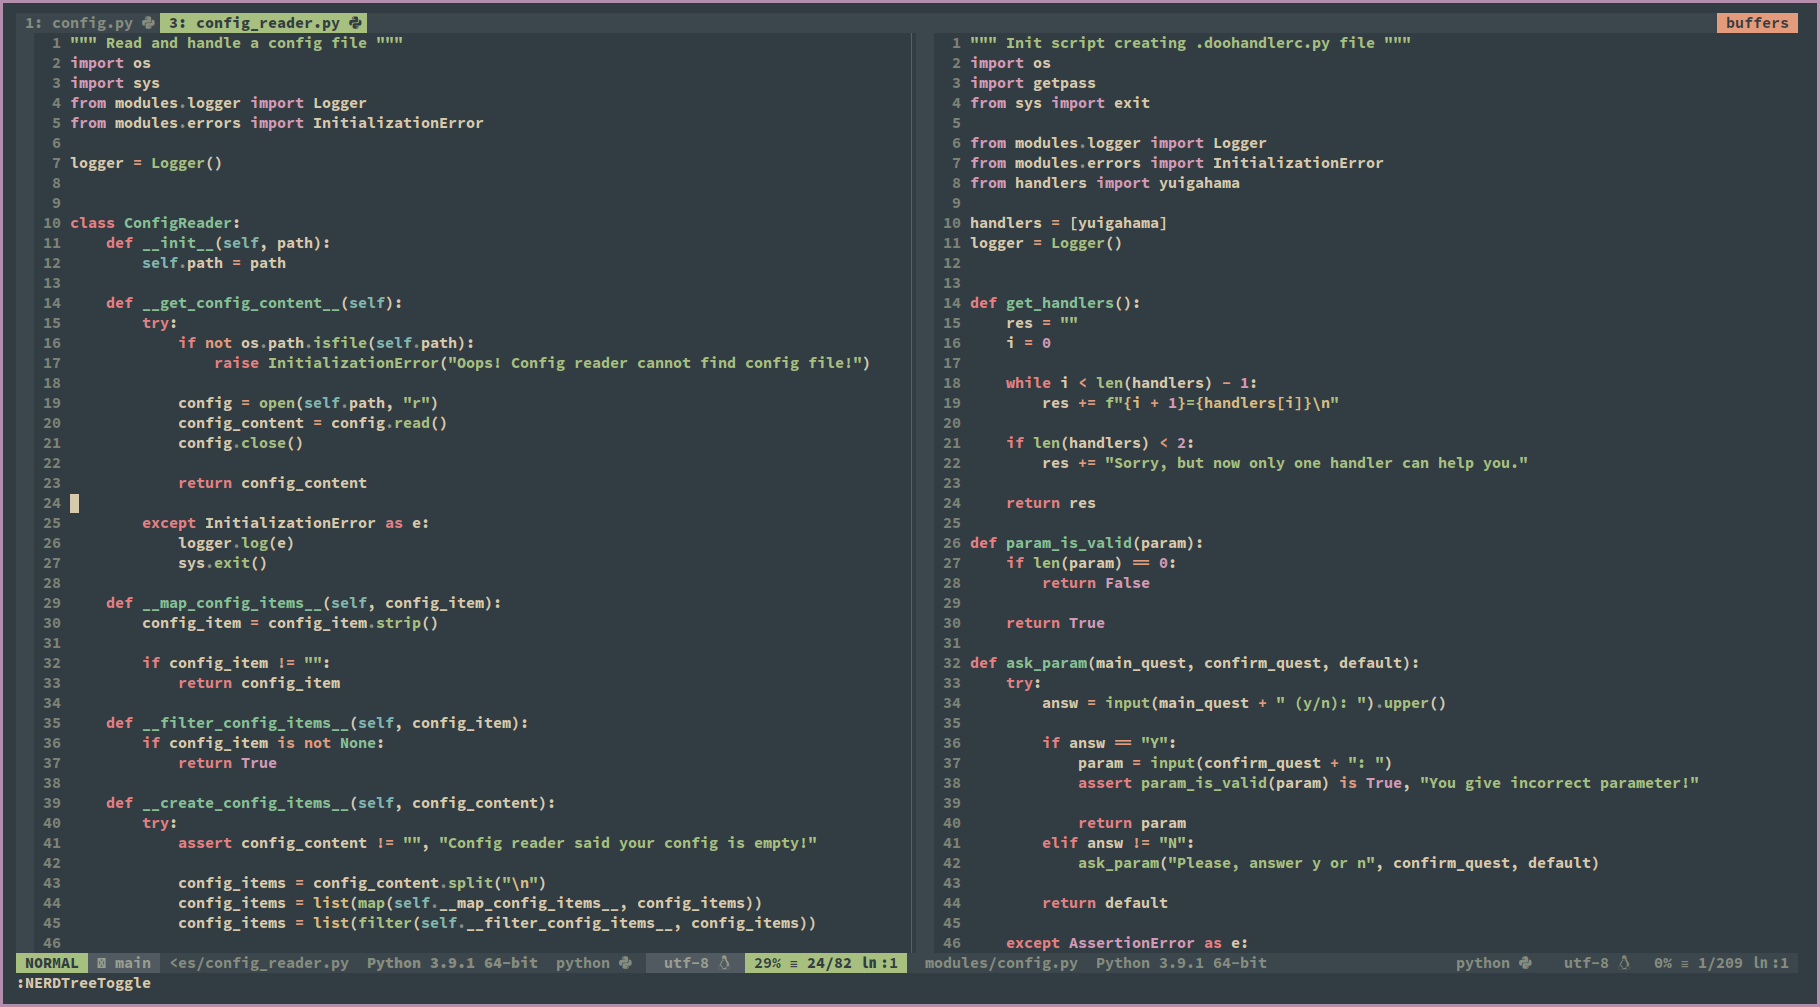 1: config.py  3: config_reader.py  buffers
1 """ Read and handle a config file """
2 import os
3 import sys
4 from modules.logger import Logger
5 from modules.errors import InitializationError
6
7 logger = Logger()
8
9
10 class ConfigReader:
11     def __init__(self, path):
12         self.path = path
13
14     def __get_config_content__(self):
15         try:
16             if not os.path.isfile(self.path):
17                 raise InitializationError("Oops! Config reader cannot find config file!")
18
19             config = open(self.path, "r")
20             config_content = config.read()
21             config.close()
22
23             return config_content
24
25         except InitializationError as e:
26             logger.log(e)
27             sys.exit()
28
29     def __map_config_items__(self, config_item):
30         config_item = config_item.strip()
31
32         if config_item != "":
33             return config_item
34
35     def __filter_config_items__(self, config_item):
36         if config_item is not None:
37             return True
38
39     def __create_config_items__(self, config_content):
40         try:
41             assert config_content != "", "Config reader said your config is empty!"
42
43             config_items = config_content.split("\n")
44             config_items = list(map(self.__map_config_items__, config_items))
45             config_items = list(filter(self.__filter_config_items__, config_items))
46
1 """ Init script creating .doohandlerc.py file """
2 import os
3 import getpass
4 from sys import exit
5
6 from modules.logger import Logger
7 from modules.errors import InitializationError
8 from handlers import yuigahama
9
10 handlers = [yuigahama]
11 logger = Logger()
12
13
14 def get_handlers():
15     res = ""
16     i = 0
17
18     while i < len(handlers) - 1:
19         res += f"{i + 1}={handlers[i]}\n"
20
21     if len(handlers) < 2:
22         res += "Sorry, but now only one handler can help you."
23
24     return res
25
26 def param_is_valid(param):
27     if len(param) == 0:
28         return False
29
30     return True
31
32 def ask_param(main_quest, confirm_quest, default):
33     try:
34         answ = input(main_quest + " (y/n): ").upper()
35
36         if answ == "Y":
37             param = input(confirm_quest + ": ")
38             assert param_is_valid(param) is True, "You give incorrect parameter!"
39
40             return param
41         elif answ != "N":
42             ask_param("Please, answer y or n", confirm_quest, default)
43
44         return default
45
46     except AssertionError as e:
NORMAL  main  <es/config_reader.py  Python 3.9.1 64-bit  python  utf-8  29% ≡ 24/82 ln:1  modules/config.py  Python 3.9.1 64-bit  python  utf-8  0% ≡ 1/209 ln:1
:NERDTreeToggle